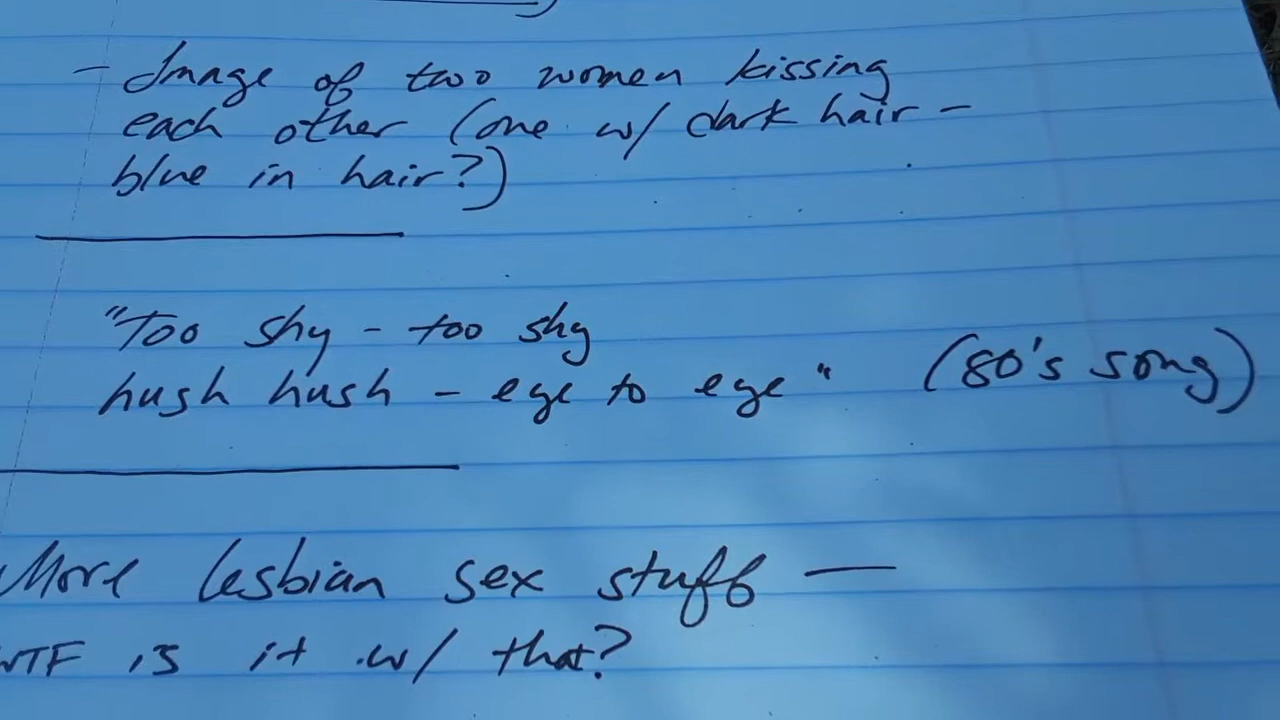 - Image of two women kissing
each other (one w/ dark hair -
blue in hair?)
"Too shy - too shy
hush hush - eye to eye" (80's song)
More lesbian sex stuff —
WTF is it w/ that?